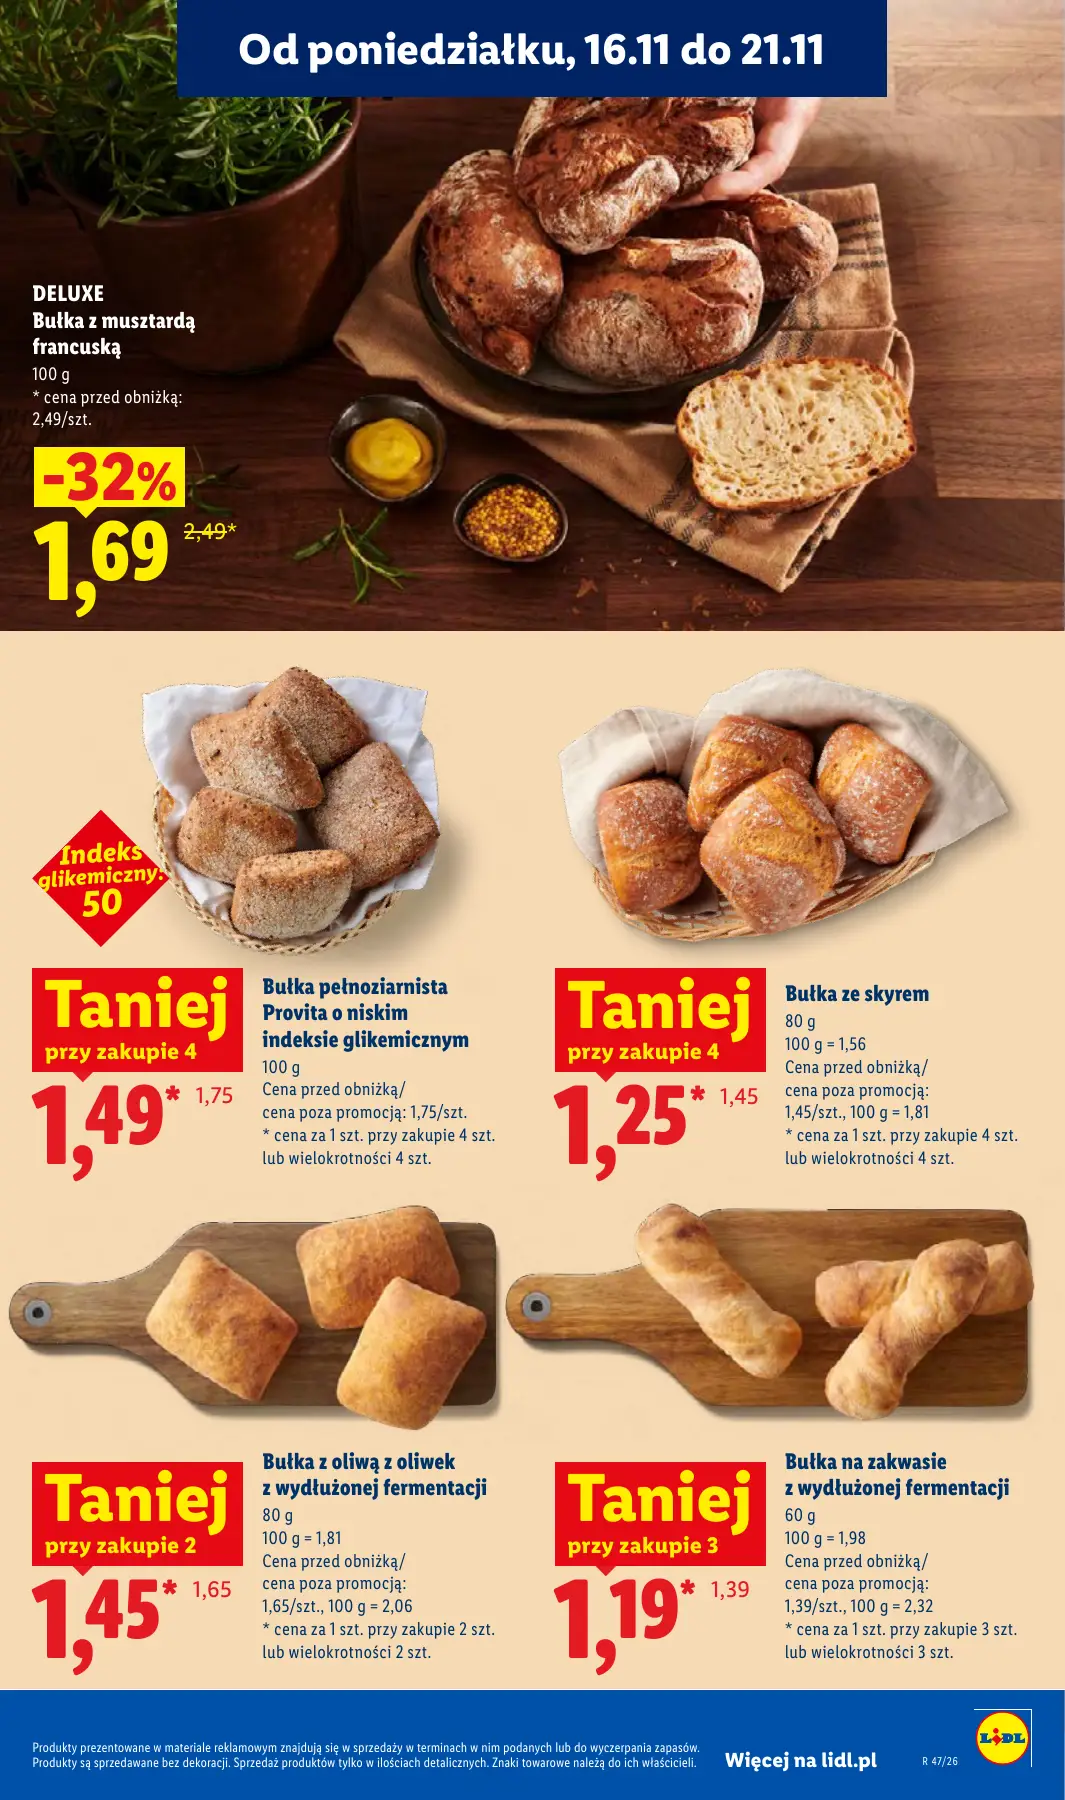 Od poniedziałku, 16.11 do 21.11
DELUXE
Bułka z musztardą
francuską
100 g
* cena przed obniżką:
2,49/szt.
-32%
1,69
2,49*
Indeks
glikemiczny!
50
Taniej
przy zakupie 4
1,49*
1,75
Bułka pełnoziarnista
Provita o niskim
indeksie glikemicznym
100 g
Cena przed obniżką/
cena poza promocją: 1,75/szt.
* cena za 1 szt. przy zakupie 4 szt.
lub wielokrotności 4 szt.
Taniej
przy zakupie 4
1,25*
1,45
Bułka ze skyrem
80 g
100 g = 1,56
Cena przed obniżką/
cena poza promocją:
1,45/szt., 100 g = 1,81
* cena za 1 szt. przy zakupie 4 szt.
lub wielokrotności 4 szt.
Taniej
przy zakupie 2
1,45*
1,65
Bułka z oliwą z oliwek
z wydłużonej fermentacji
80 g
100 g = 1,81
Cena przed obniżką/
cena poza promocją:
1,65/szt., 100 g = 2,06
* cena za 1 szt. przy zakupie 2 szt.
lub wielokrotności 2 szt.
Taniej
przy zakupie 3
1,19*
1,39
Bułka na zakwasie
z wydłużonej fermentacji
60 g
100 g = 1,98
Cena przed obniżką/
cena poza promocją:
1,39/szt., 100 g = 2,32
* cena za 1 szt. przy zakupie 3 szt.
lub wielokrotności 3 szt.
Produkty prezentowane w materiale reklamowym znajdują się w sprzedaży w terminach w nim podanych lub do wyczerpania zapasów.
Produkty są sprzedawane bez dekoracji. Sprzedaż produktów tylko w ilościach detalicznych. Znaki towarowe należą do ich właścicieli.
Więcej na lidl.pl
R 47/26
LIDL